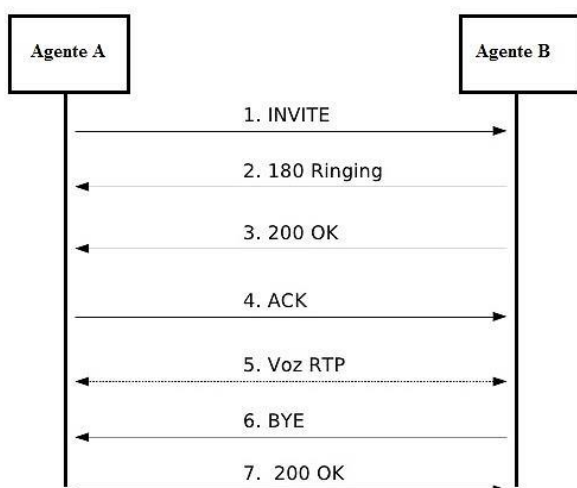 Agente A
Agente B
1. INVITE
2. 180 Ringing
3. 200 OK
4. ACK
5. Voz RTP
6. BYE
7. 200 OK